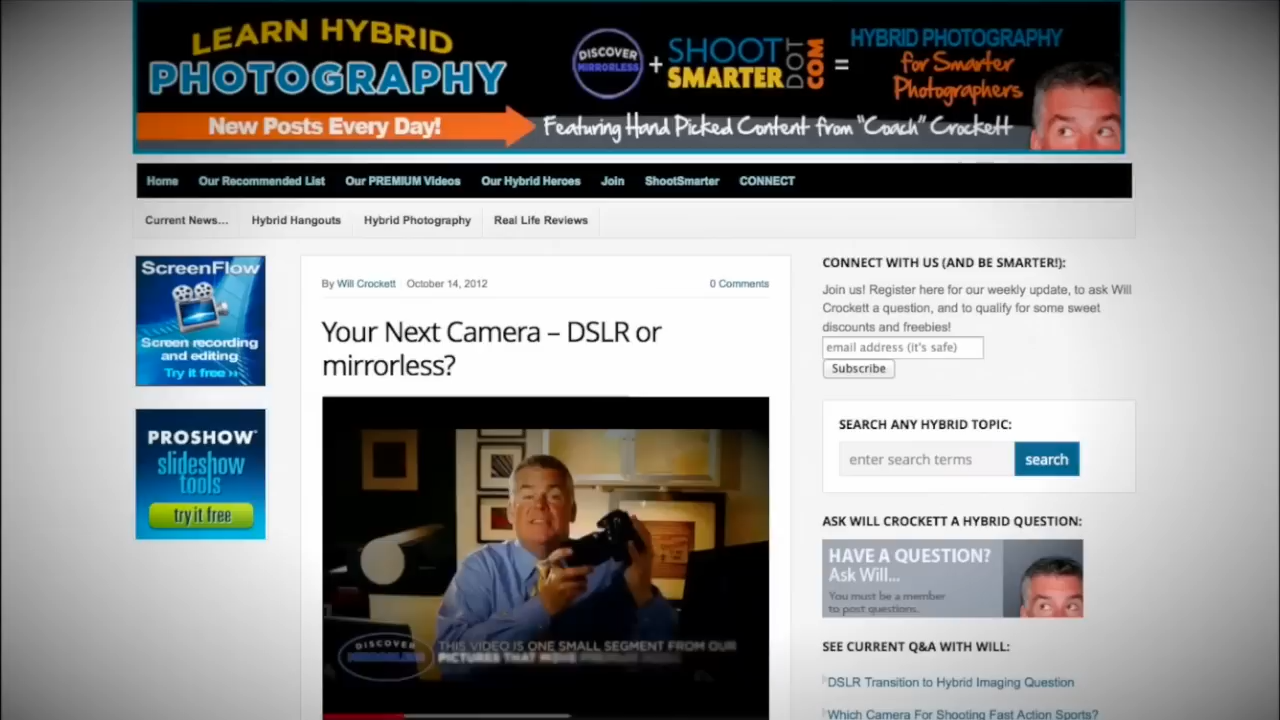 LEARN HYBRID
PHOTOGRAPHY
New Posts Every Day!
DISCOVER
MIRRORLESS
+
SHOOT
SMARTER
DOT
COM
=
HYBRID PHOTOGRAPHY
for Smarter
Photographers
Featuring Hand Picked Content from "Coach" Crockett
Home Our Recommended List Our PREMIUM Videos Our Hybrid Heroes Join ShootSmarter CONNECT
Current News... Hybrid Hangouts Hybrid Photography Real Life Reviews
ScreenFlow
Screen recording
and editing
Try it free ››
PROSHOW
slideshow
tools
try it free
By Will Crockett October 14, 2012 0 Comments
Your Next Camera – DSLR or
mirrorless?
DISCOVER
MIRRORLESS
THIS VIDEO IS ONE SMALL SEGMENT FROM OUR
PICTURES THAT MOVE
CONNECT WITH US (AND BE SMARTER!):
Join us! Register here for our weekly update, to ask Will
Crockett a question, and to qualify for some sweet
discounts and freebies!
email address (it's safe)
Subscribe
SEARCH ANY HYBRID TOPIC:
enter search terms search
ASK WILL CROCKETT A HYBRID QUESTION:
HAVE A QUESTION?
Ask Will...
You must be a member
to post questions.
SEE CURRENT Q&A WITH WILL:
DSLR Transition to Hybrid Imaging Question
Which Camera For Shooting Fast Action Sports?